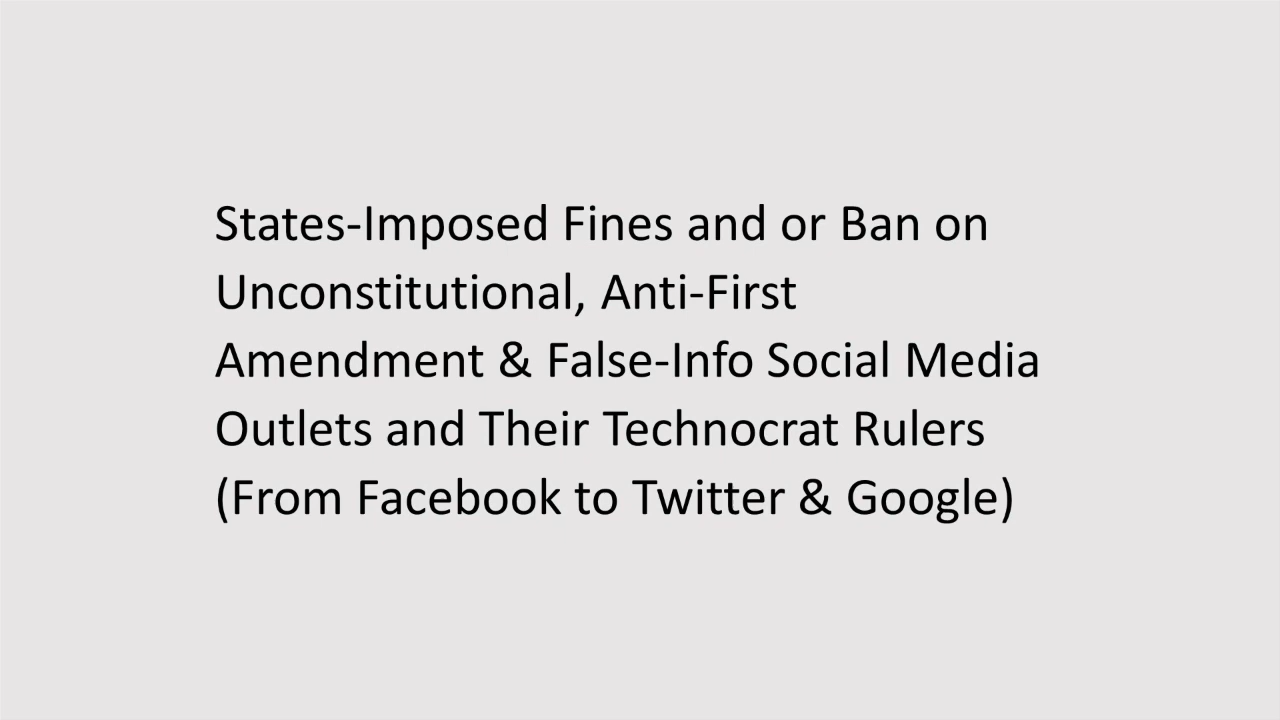 States-Imposed Fines and or Ban on
Unconstitutional, Anti-First
Amendment & False-Info Social Media
Outlets and Their Technocrat Rulers
(From Facebook to Twitter & Google)